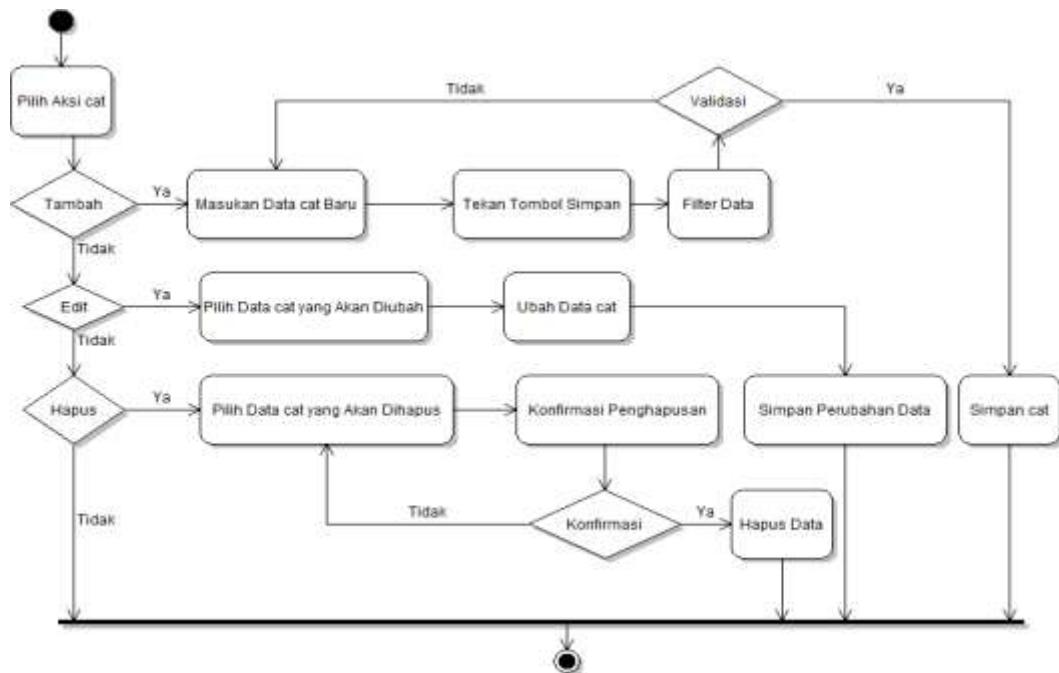 Pilih Aksi cat
Tidak
Validasi
Ya
Tambah
Ya
Masukan Data cat Baru
Tekan Tombol Simpan
Filter Data
Tidak
Edit
Ya
Pilih Data cat yang Akan Diubah
Ubah Data cat
Tidak
Hapus
Ya
Pilih Data cat yang Akan Dihapus
Konfirmasi Penghapusan
Simpan Perubahan Data
Simpan cat
Tidak
Tidak
Konfirmasi
Ya
Hapus Data